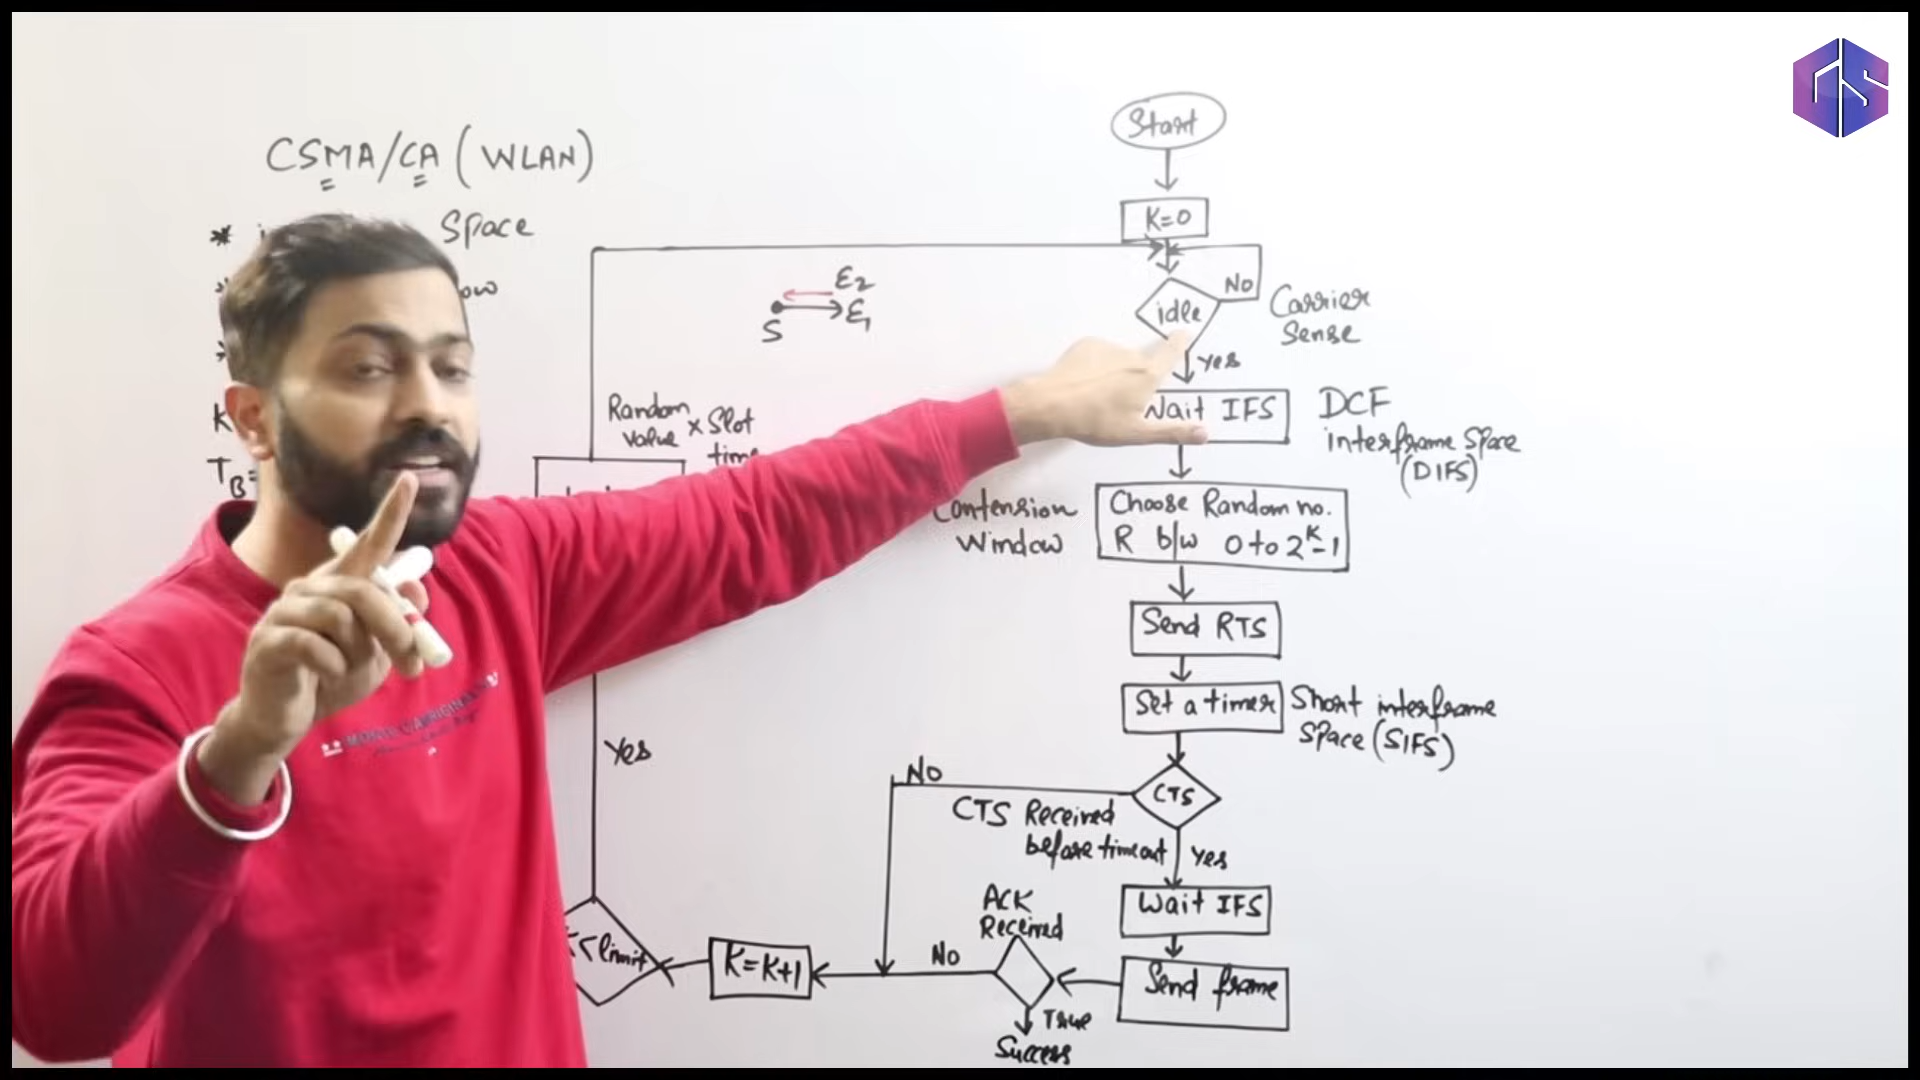 CSMA/CA (WLAN)
* Space
ow
K
TB=
S
E2
E1
Random
value × Slot
time
Yes
<limit
K=K+1
Start
K=0
idle
No
Carrier
Sense
yes
Wait IFS
DCF
interframe Space
(DIFS)
Contension
Window
Choose Random no.
R b/w 0 to 2^K-1
Send RTS
Set a timer
Short interframe
Space (SIFS)
CTS
No
CTS Received
before timeout
Yes
Wait IFS
Send frame
ACK
Received
No
True
Success